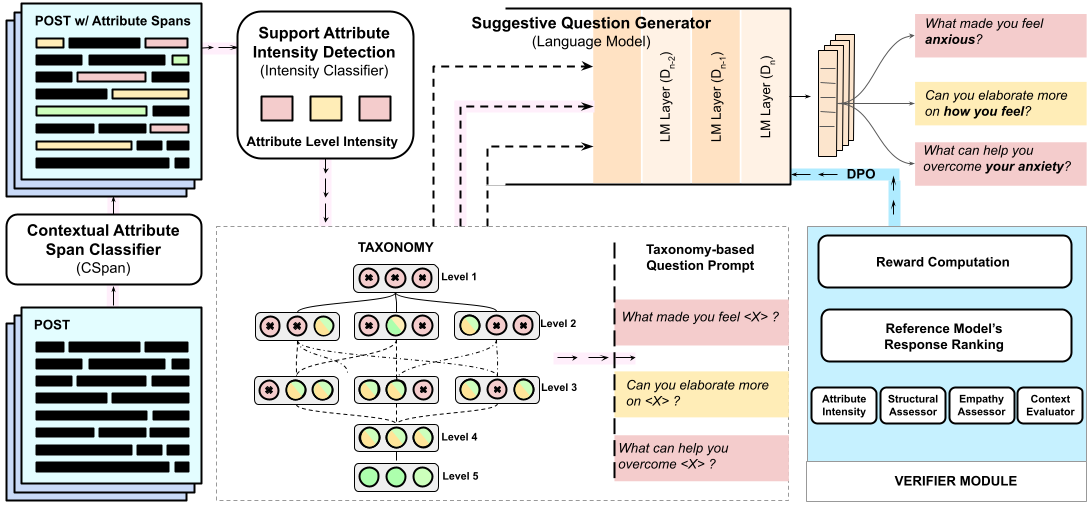 POST w/ Attribute Spans
Contextual Attribute
Span Classifier
(CSpan)
POST
Support Attribute
Intensity Detection
(Intensity Classifier)
Attribute Level Intensity
Suggestive Question Generator
(Language Model)
LM Layer (Dn-2)
LM Layer (Dn-1)
LM Layer (Dn)
What made you feel
anxious?
Can you elaborate more
on how you feel?
What can help you
overcome your anxiety?
DPO
TAXONOMY
Level 1
Level 2
Level 3
Level 4
Level 5
Taxonomy-based
Question Prompt
What made you feel <X> ?
Can you elaborate more
on <X> ?
What can help you
overcome <X> ?
Reward Computation
Reference Model's
Response Ranking
Attribute
Intensity
Structural
Assessor
Empathy
Assessor
Context
Evaluator
VERIFIER MODULE